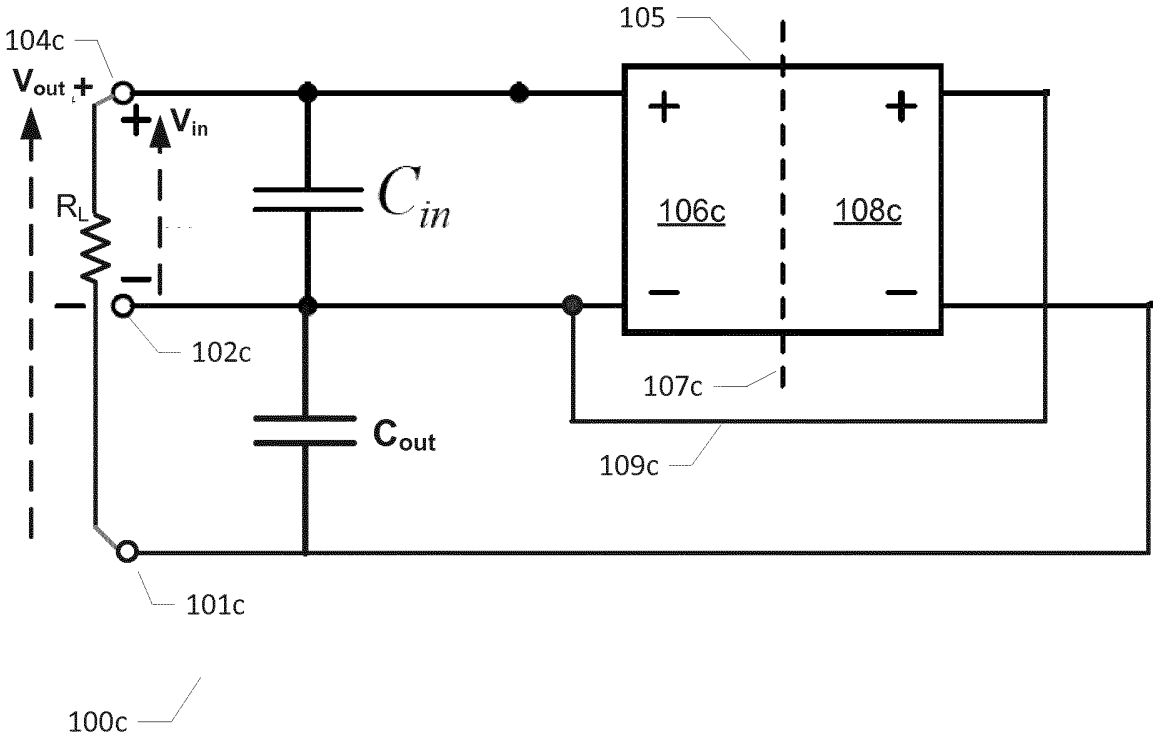 104c
105
Vout +
+ Vin
+ +
Cin
RL
106c 108c
−
− − −
102c
107c
Cout
109c
101c
100c